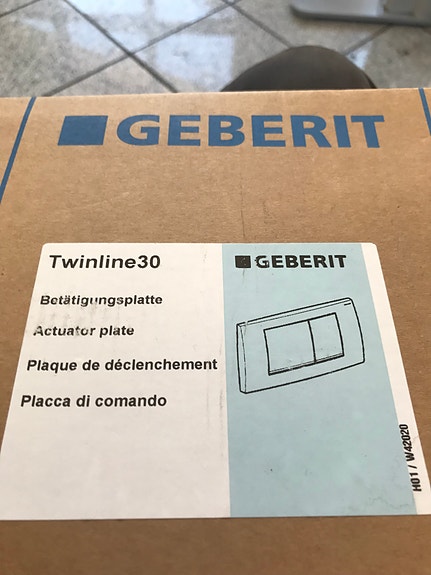 GEBERIT
Twinline30
GEBERIT
Betätigungsplatte
Actuator plate
Plaque de déclenchement
Placca di comando
H01 / W42020